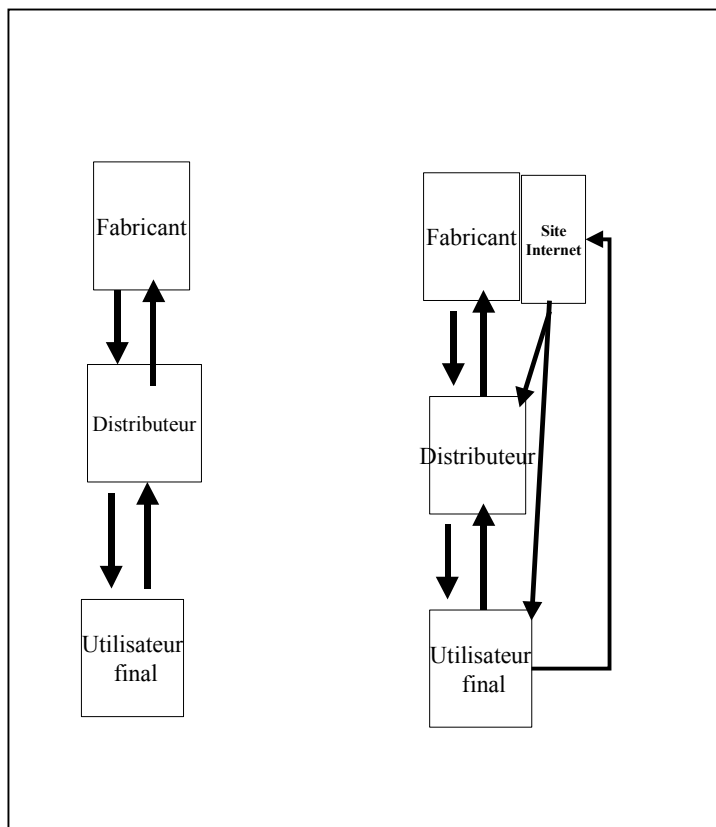 Fabricant
Distributeur
Utilisateur
final
Fabricant
Site
Internet
Distributeur
Utilisateur
final